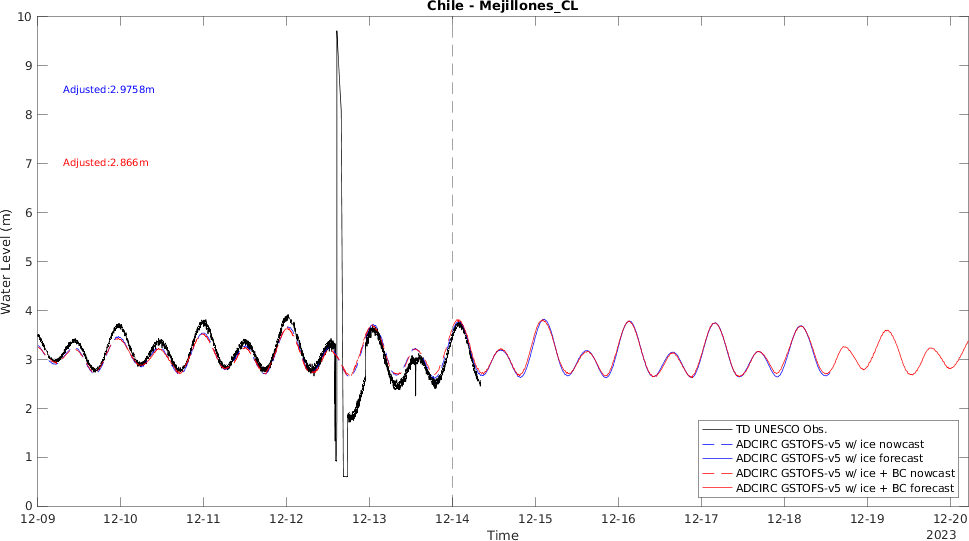 Chile - Mejillones_CL
10
9
8
7
6
5
4
3
2
1
0
Water Level (m)
Adjusted:2.9758m
Adjusted:2.866m
TD UNESCO Obs.
ADCIRC GSTOFS-v5 w/ ice nowcast
ADCIRC GSTOFS-v5 w/ ice forecast
ADCIRC GSTOFS-v5 w/ ice + BC nowcast
ADCIRC GSTOFS-v5 w/ ice + BC forecast
12-09 12-10 12-11 12-12 12-13 12-14 12-15 12-16 12-17 12-18 12-19 12-20
Time
2023